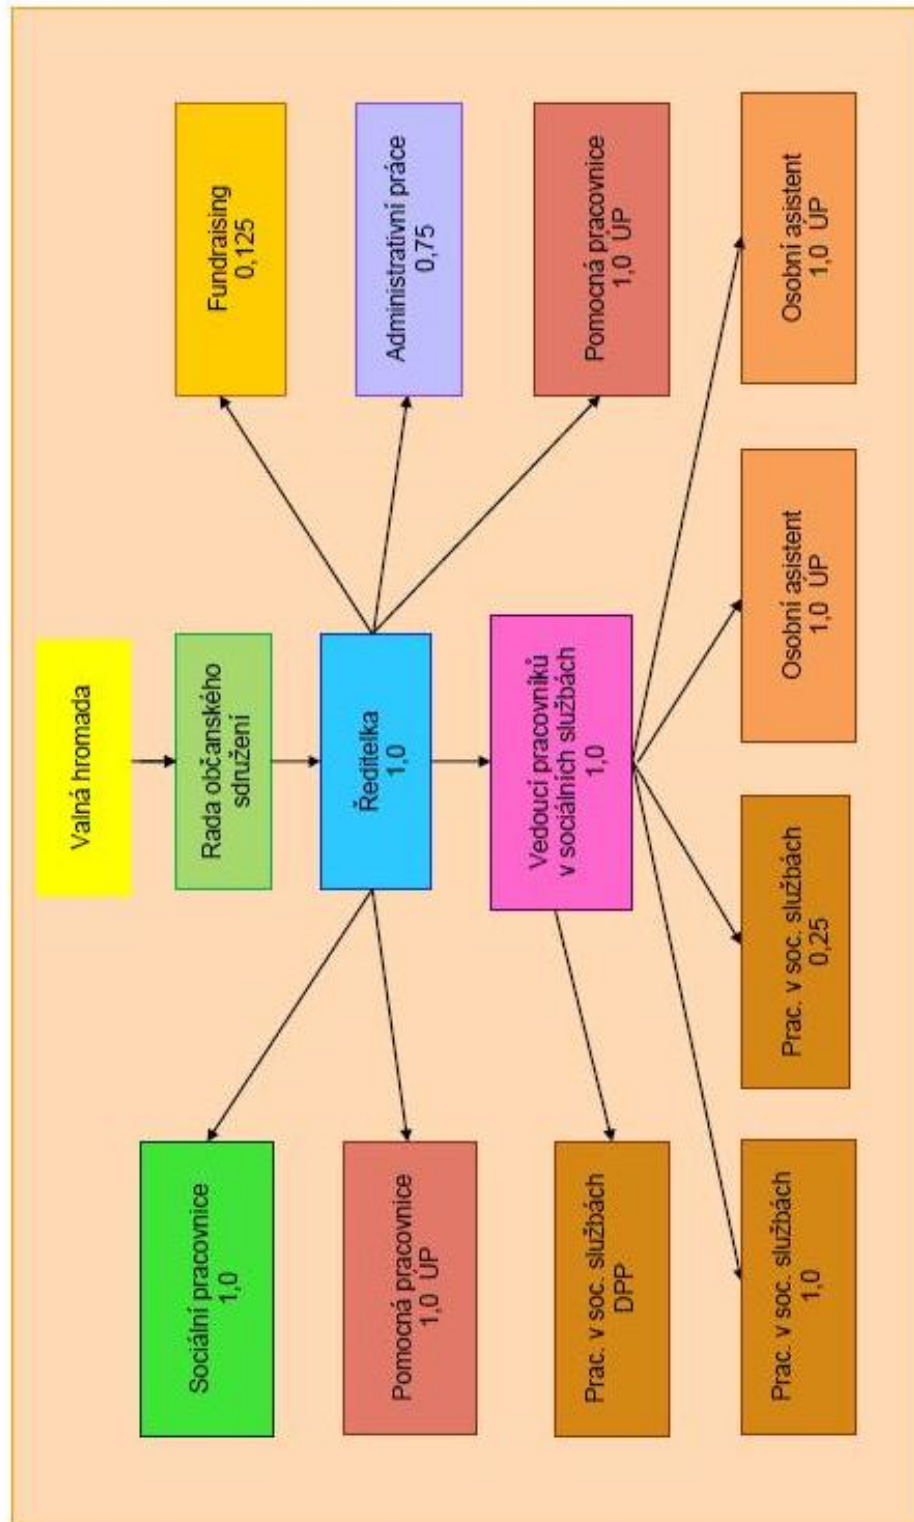 Valná hromada
Rada občanského
sdružení
Ředitelka
1,0
Sociální pracovnice
1,0
Fundraising
0,125
Pomocná pracovnice
1,0 ÚP
Administrativní práce
0,75
Vedoucí pracovníků
v sociálních službách
1,0
Prac. v soc. službách
DPP
Pomocná pracovnice
1,0 ÚP
Prac. v soc. službách
1,0
Prac. v soc. službách
0,25
Osobní asistent
1,0 ÚP
Osobní asistent
1,0 ÚP